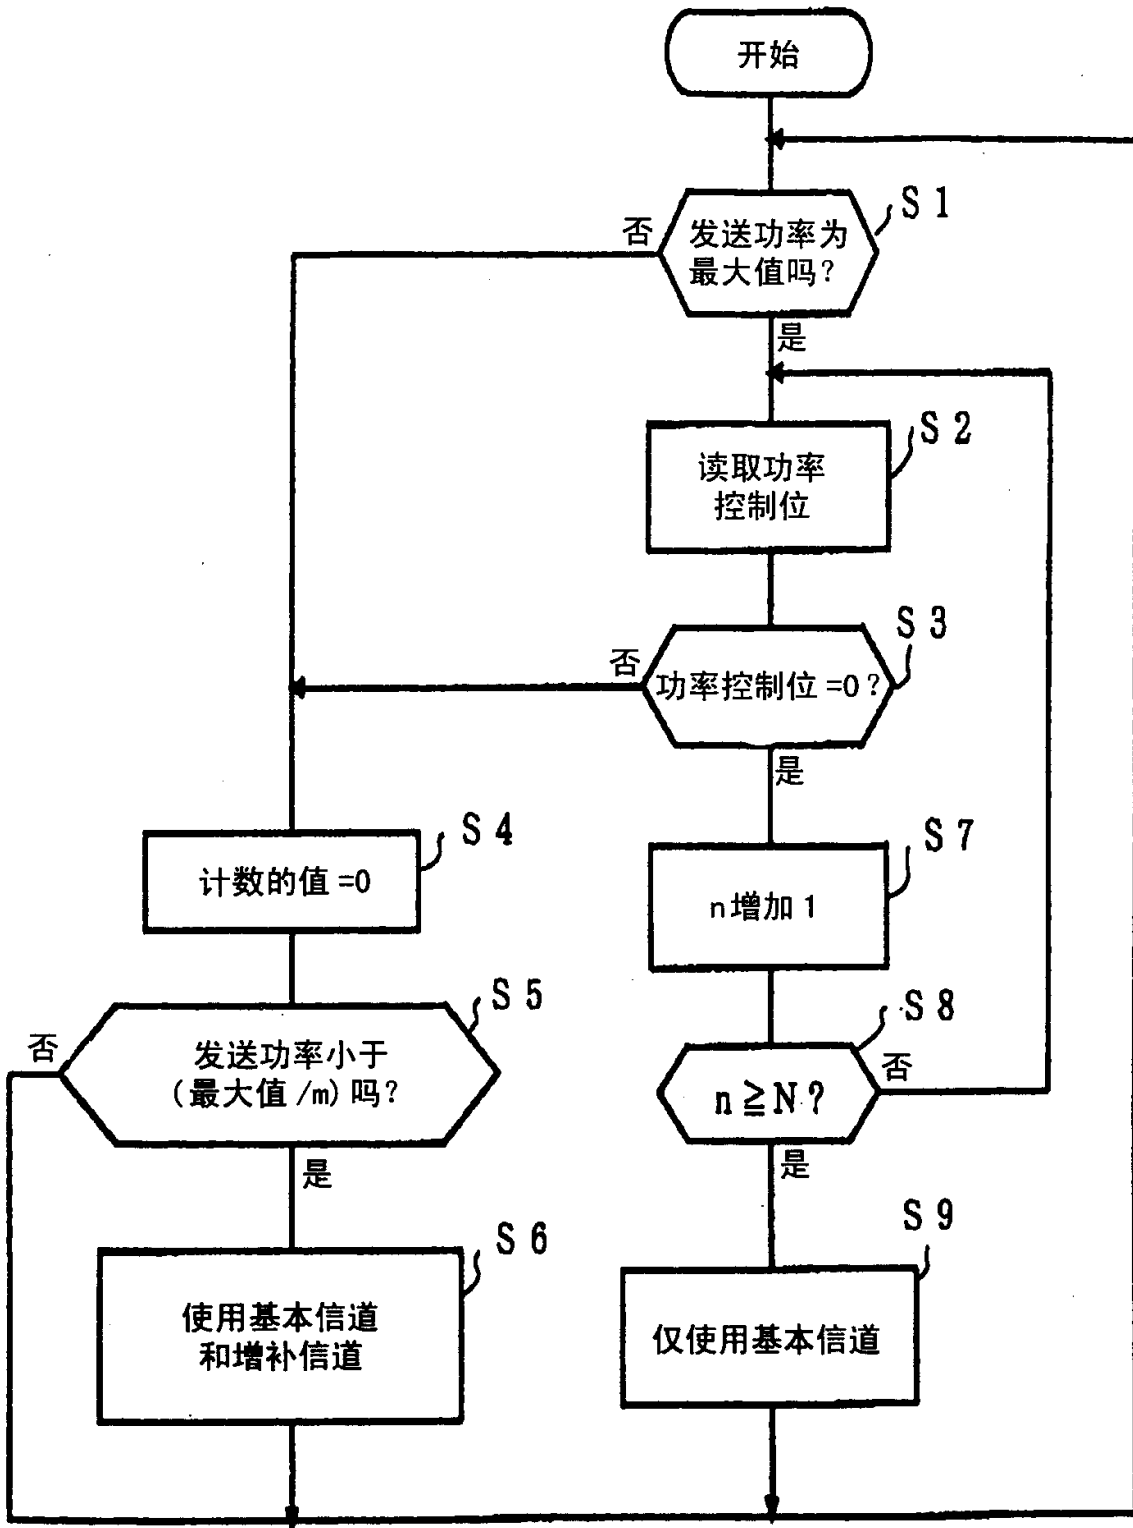 开始
S 1
否
发送功率为
最大值吗?
是
S 2
读取功率
控制位
S 3
否
功率控制位=0?
是
S 4
计数的值=0
S 7
n增加1
S 5
否
发送功率小于
(最大值/m)吗?
是
S 8
否
n≧N?
是
S 6
使用基本信道
和增补信道
S 9
仅使用基本信道